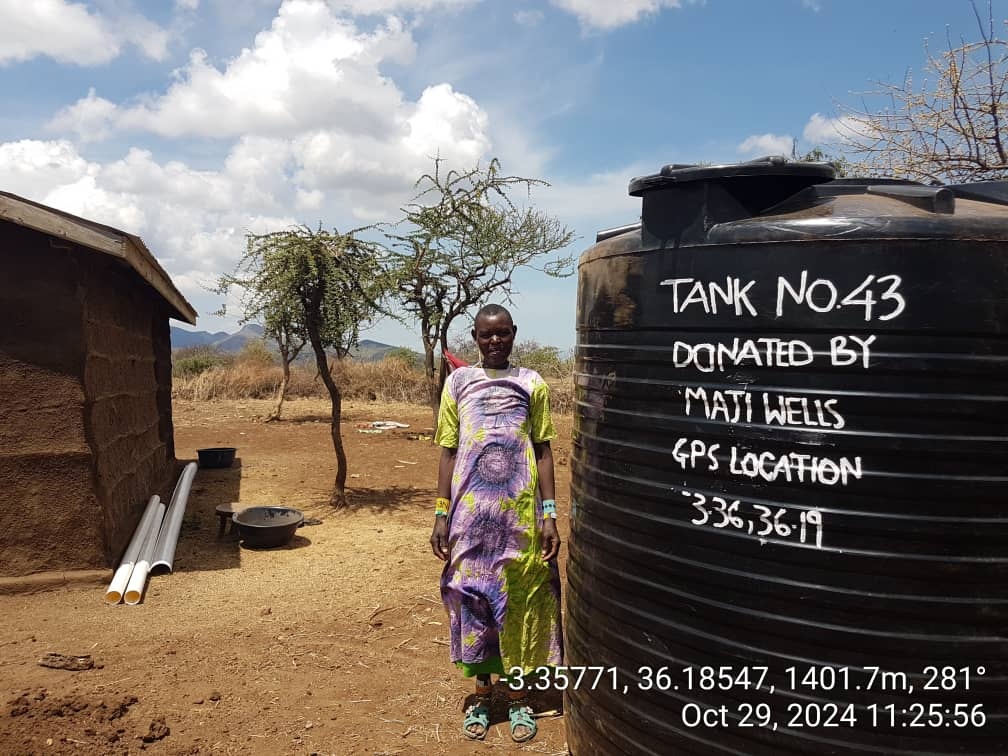 TANK NO.43
DONATED BY
MAJI WELLS
GPS LOCATION
-3.36, 36.19
-3.35771, 36.18547, 1401.7m, 281°
Oct 29, 2024 11:25:56